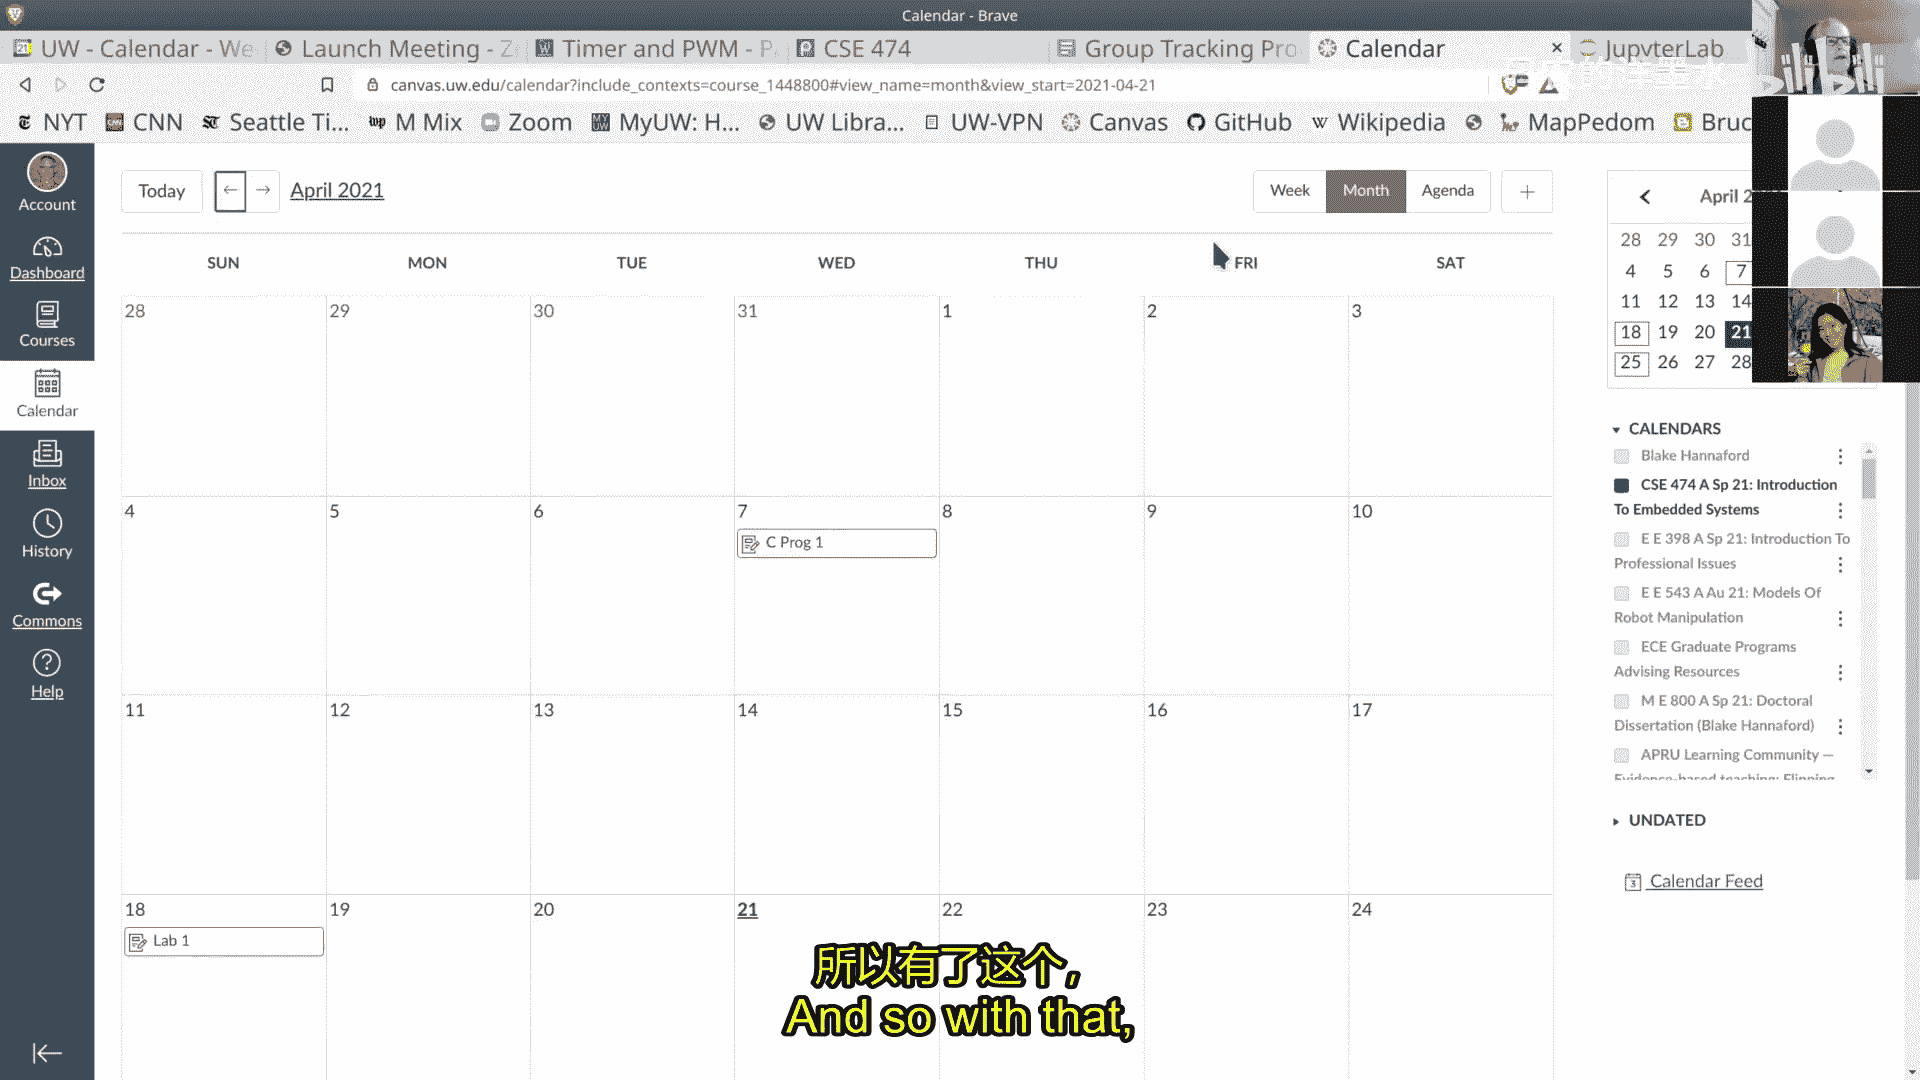 Calendar - Brave
UW - Calendar - We
Launch Meeting - Z
Timer and PWM - P
CSE 474
Group Tracking Pro
Calendar
JupyterLab
canvas.uw.edu/calendar?include_contexts=course_1448800#view_name=month&view_start=2021-04-21
NYT
CNN
Seattle Ti...
M Mix
Zoom
MyUW: H...
UW Libra...
UW-VPN
Canvas
GitHub
Wikipedia
MapPedom
Bruc
bilibili
Account
Dashboard
Courses
Calendar
Inbox
History
Commons
Help
Today
April 2021
Week
Month
Agenda
SUN MON TUE WED THU FRI SAT
28 29 30 31 1 2 3
4 5 6 7 8 9 10
C Prog 1
11 12 13 14 15 16 17
18 19 20 21 22 23 24
Lab 1
April 2
28 29 30 31
4 5 6 7
11 12 13 14
18 19 20 21
25 26 27 28
CALENDARS
Blake Hannaford
CSE 474 A Sp 21: Introduction
To Embedded Systems
E E 398 A Sp 21: Introduction To
Professional Issues
E E 543 A Au 21: Models Of
Robot Manipulation
ECE Graduate Programs
Advising Resources
M E 800 A Sp 21: Doctoral
Dissertation (Blake Hannaford)
APRU Learning Community —
Evidence-based teaching: Flipping
UNDATED
Calendar Feed
所以有了这个,
And so with that,